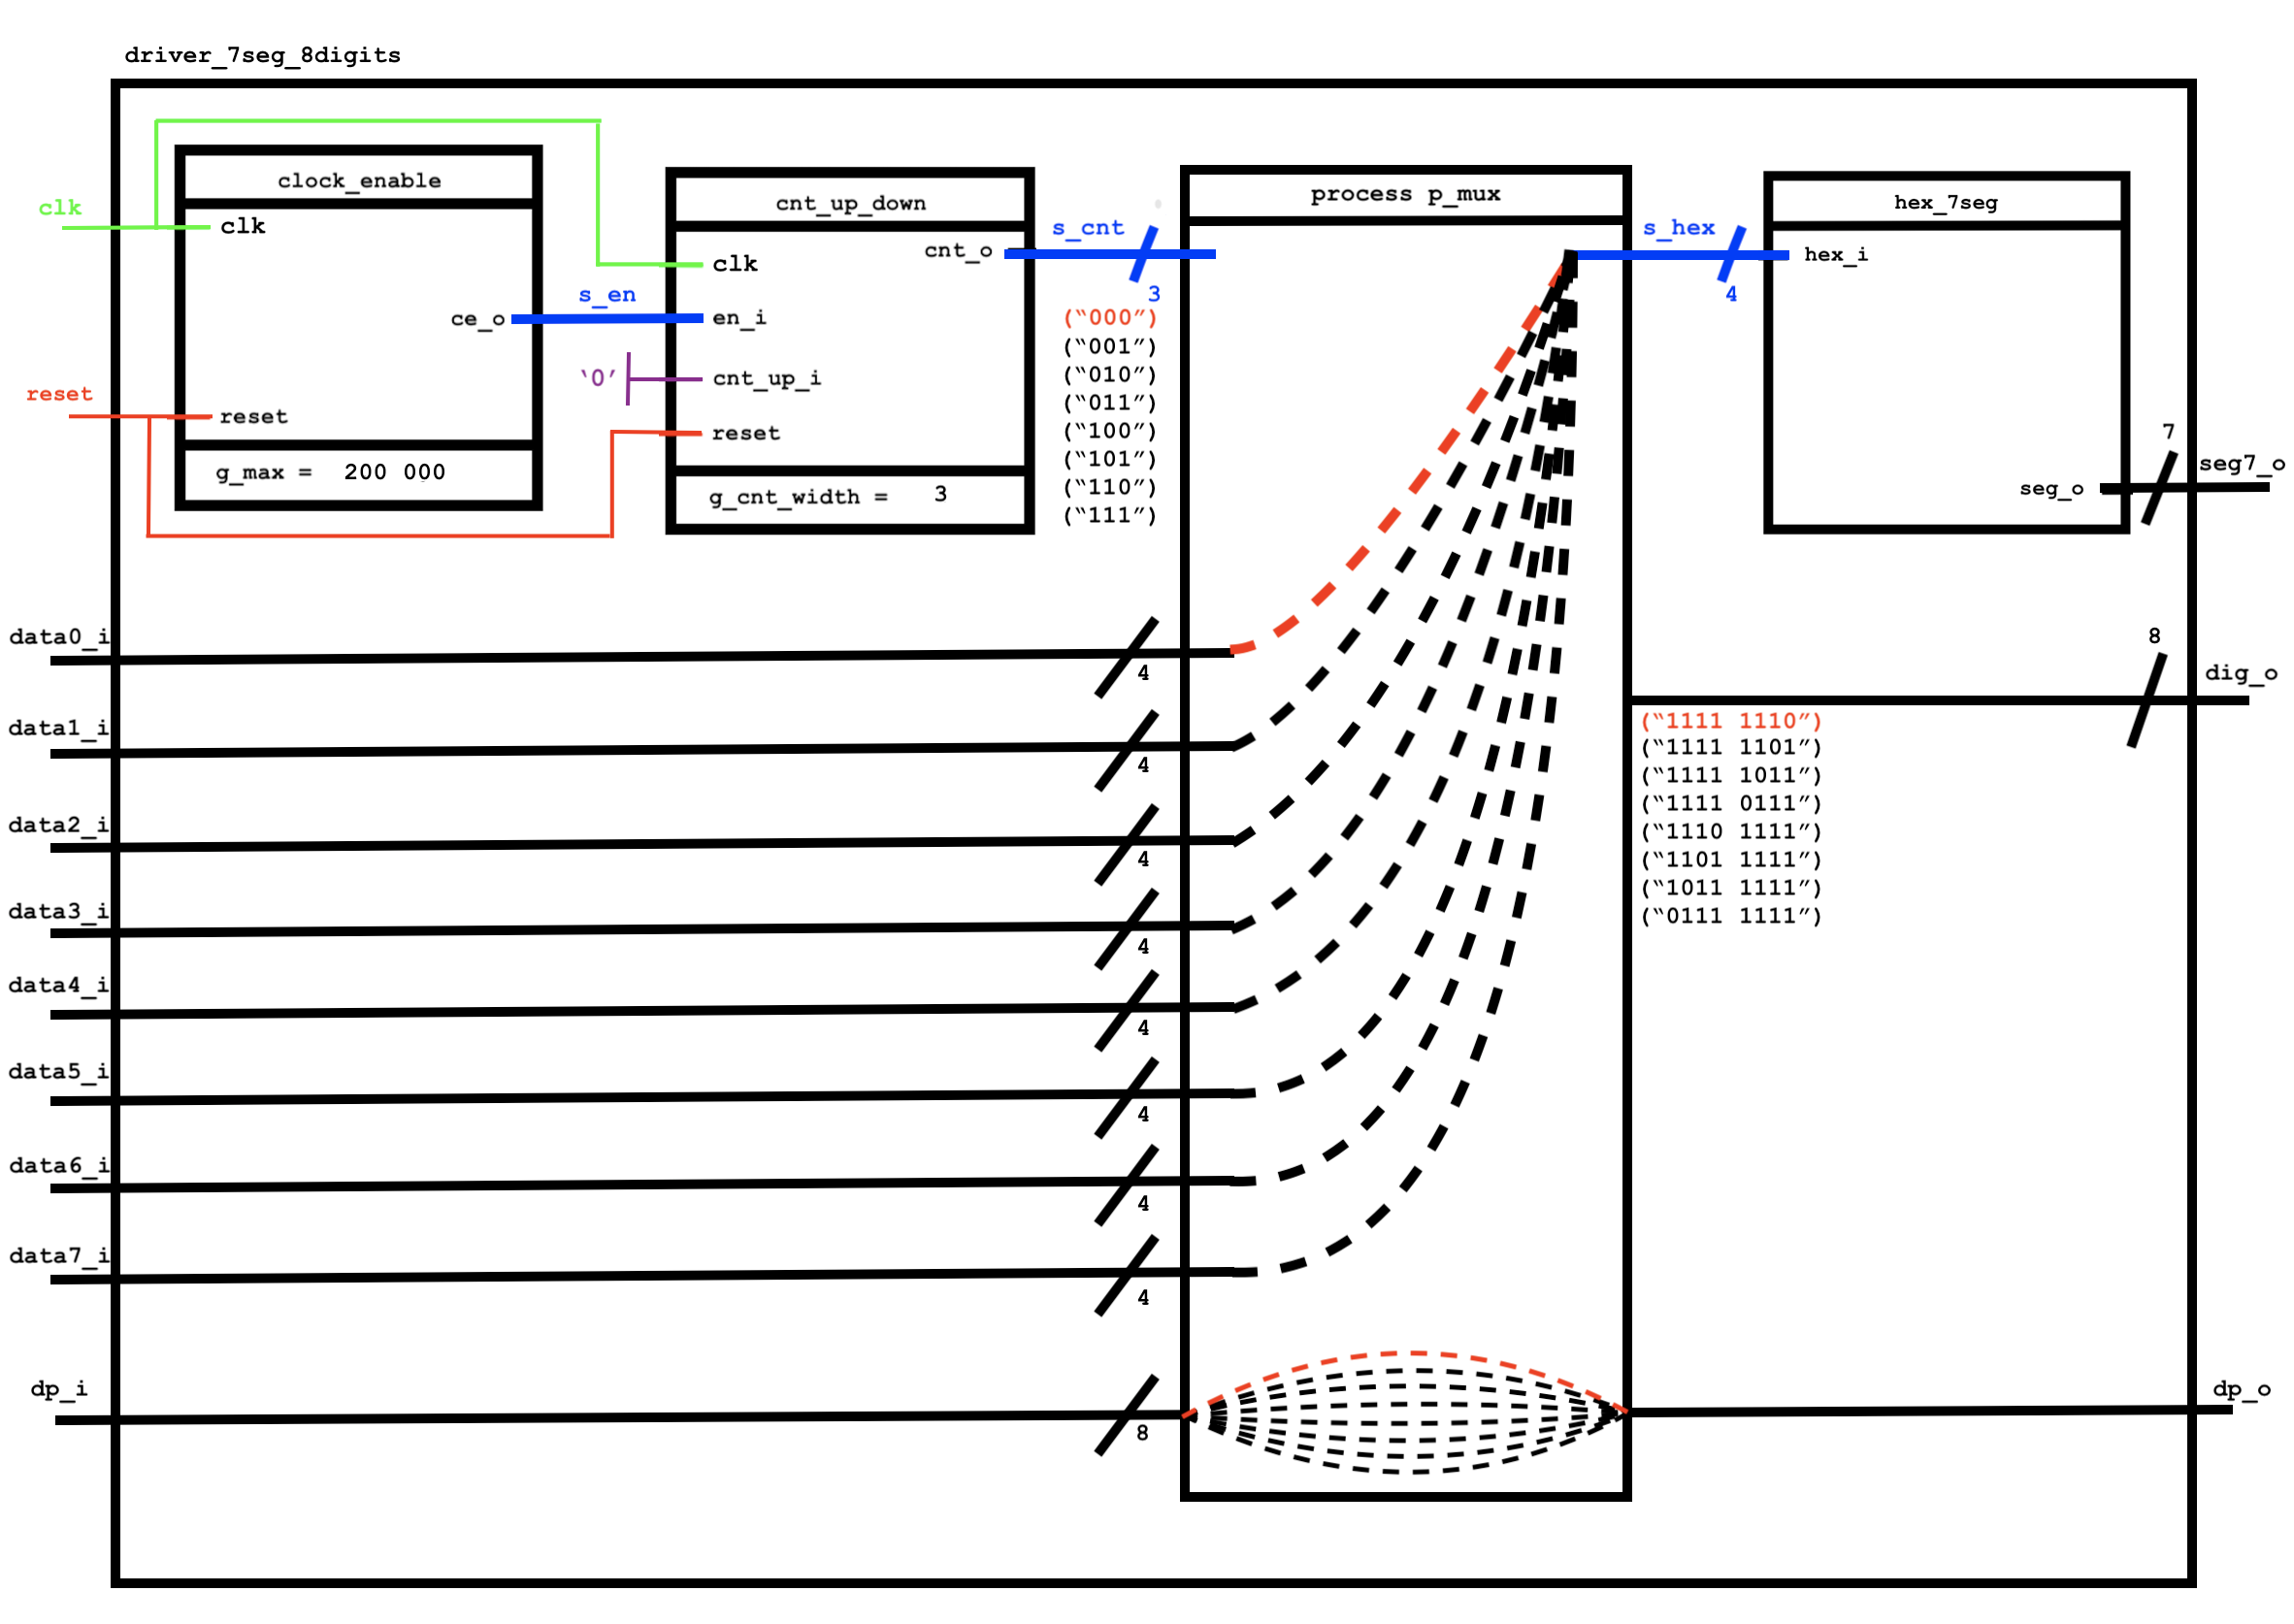 driver_7seg_8digits
clock_enable
clk
clk
ce_o
reset
reset
g_max = 200 000
s_en
cnt_up_down
cnt_o
clk
en_i
‘0’
cnt_up_i
reset
g_cnt_width = 3
s_cnt
3
(“000”)
(“001”)
(“010”)
(“011”)
(“100”)
(“101”)
(“110”)
(“111”)
process p_mux
s_hex
4
hex_7seg
hex_i
seg_o
7
seg7_o
data0_i
4
data1_i
4
data2_i
4
data3_i
4
data4_i
4
data5_i
4
data6_i
4
data7_i
4
dp_i
8
8
dig_o
(“1111 1110”)
(“1111 1101”)
(“1111 1011”)
(“1111 0111”)
(“1110 1111”)
(“1101 1111”)
(“1011 1111”)
(“0111 1111”)
dp_o